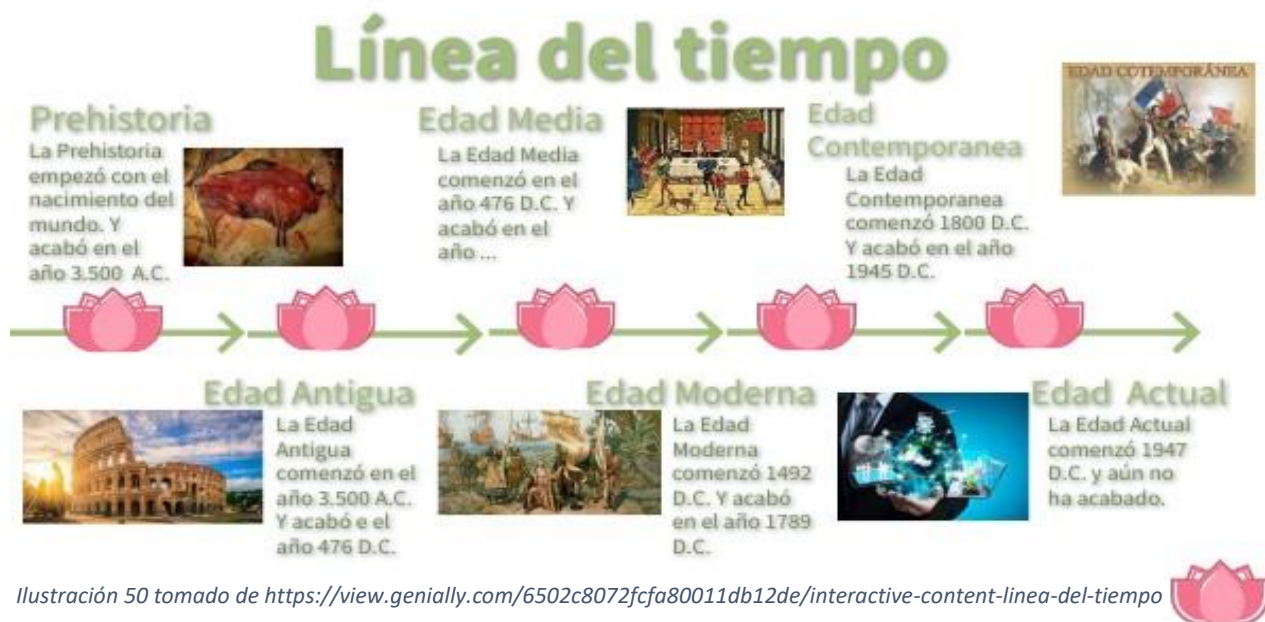 Línea del tiempo
Prehistoria
La Prehistoria
empezó con el
nacimiento del
mundo. Y
acabó en el
año 3.500 A.C.
Edad Media
La Edad Media
comenzó en el
año 476 D.C. Y
acabó en el
año ...
Edad
Contemporanea
La Edad
Contemporanea
comenzó 1800 D.C.
Y acabó en el año
1945 D.C.
EDAD COTEMPORÁNEA
Edad Antigua
La Edad
Antigua
comenzó en el
año 3.500 A.C.
Y acabó e el
año 476 D.C.
Edad Moderna
La Edad
Moderna
comenzó 1492
D.C. Y acabó
en el año 1789
D.C.
Edad Actual
La Edad Actual
comenzó 1947
D.C. y aún no
ha acabado.
Ilustración 50 tomado de https://view.genially.com/6502c8072fcfa80011db12de/interactive-content-linea-del-tiempo